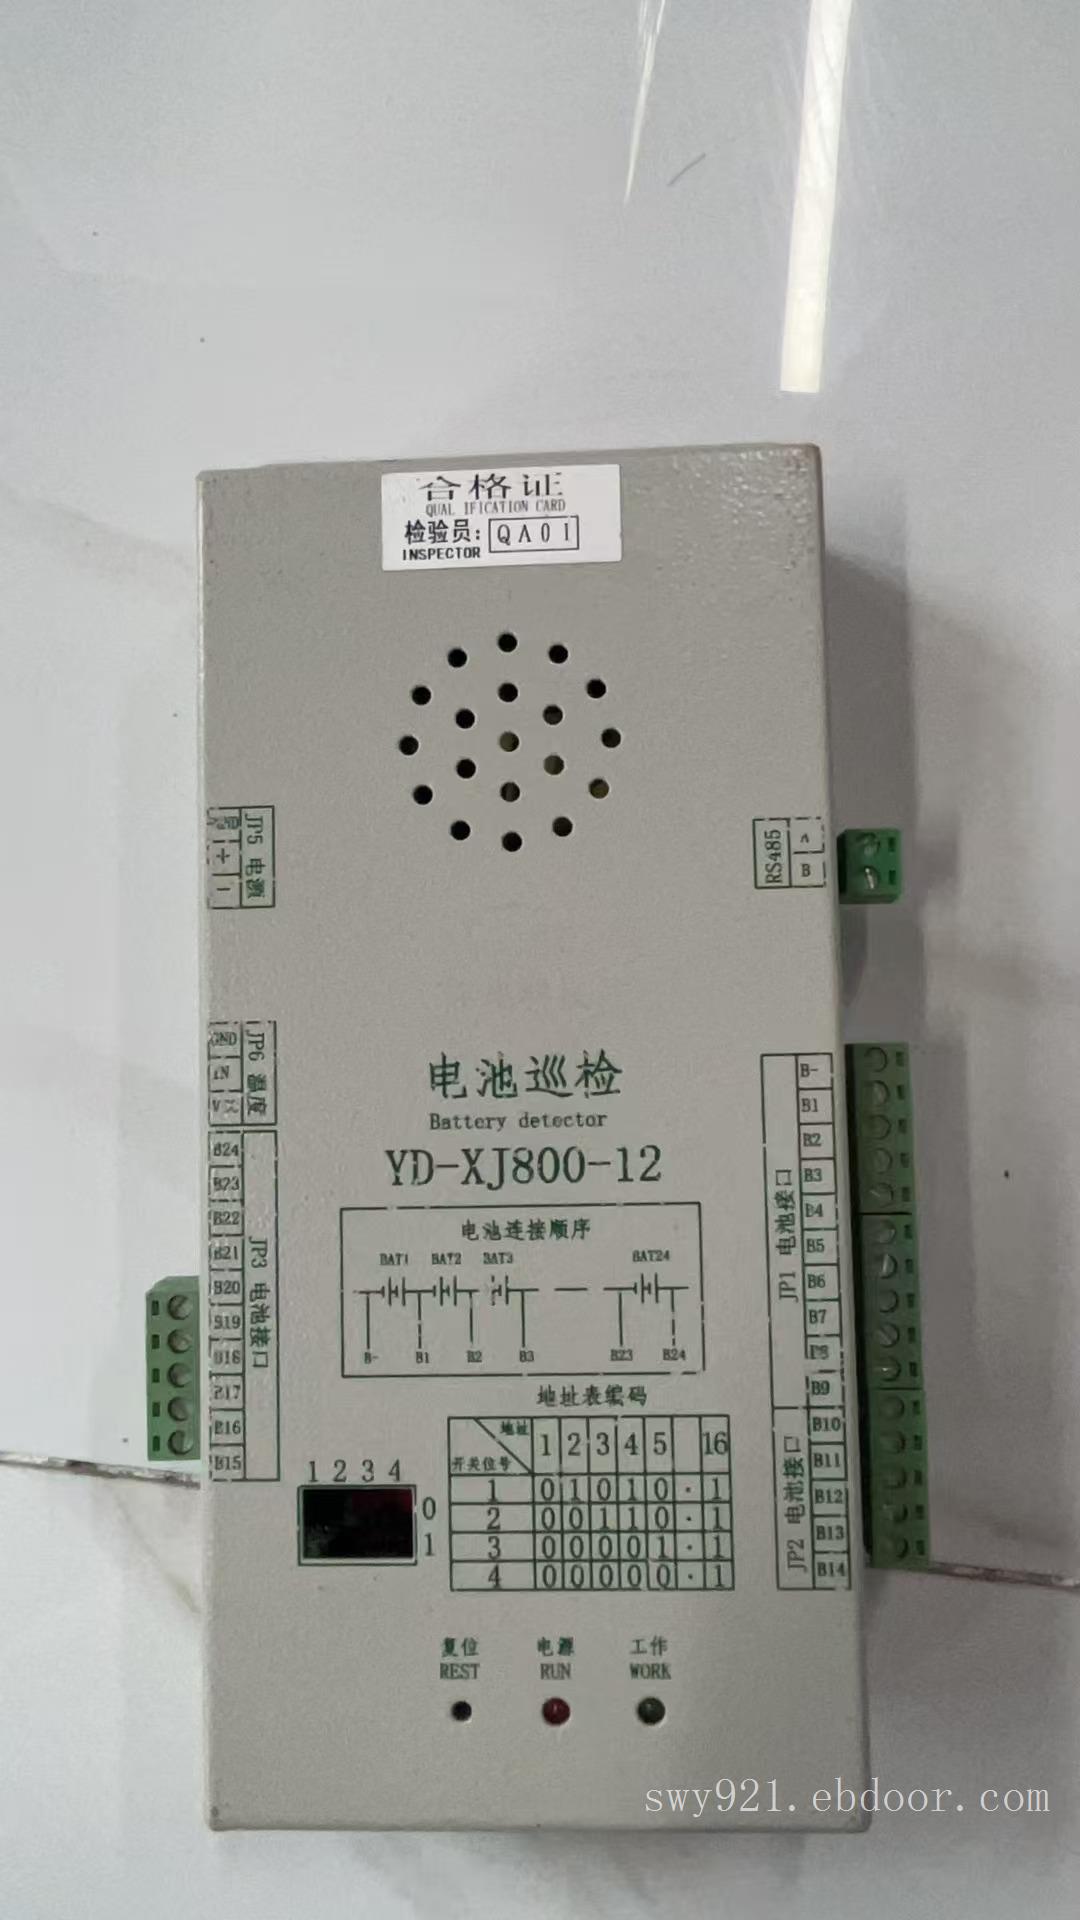 合格证
QUAL IFICATION CARD
检验员: QA01
INSPECTOR
JP5 电源
+
-
RS485
A
B
JP6 温度
GND
IN
JP3 电池接口
B24
B23
B22
B21
B20
B19
B18
B17
B16
B15
电池巡检
Battery detector
YD-XJ800-12
电池连接顺序
BAT1 BAT2 BAT3 BAT24
B- B1 B2 B3 B23 B24
JP1 电池接口
B-
B1
B2
B3
B4
B5
B6
B7
B8
B9
JP2 电池接口
B10
B11
B12
B13
B14
地址表编码
地址 1 2 3 4 5 16
开关位号
1 0 1 0 1 0 · 1
2 0 0 1 1 0 · 1
3 0 0 0 0 1 · 1
4 0 0 0 0 0 · 1
1 2 3 4
0
1
复位 电源 工作
REST RUN WORK
swy921.ebdoor.com